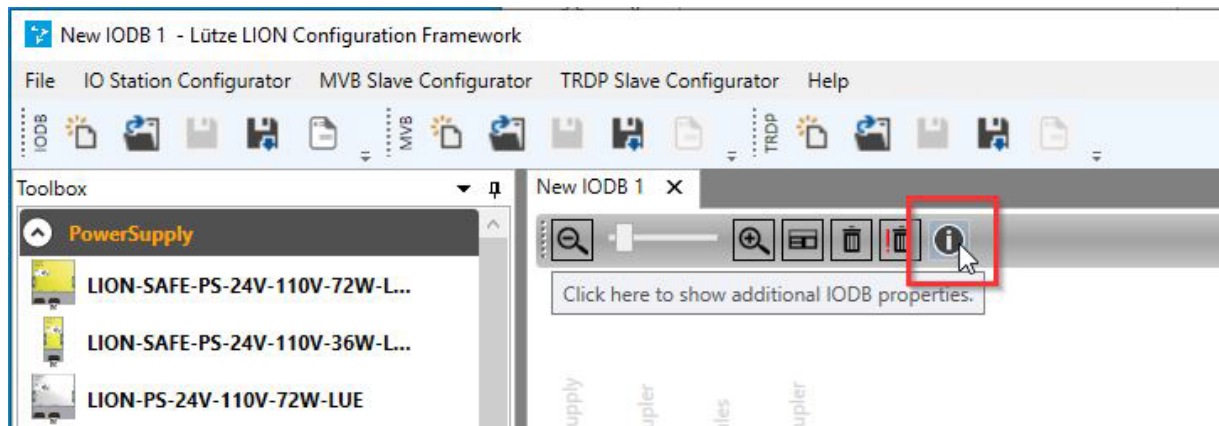 New IODB 1 - Lütze LION Configuration Framework
File IO Station Configurator MVB Slave Configurator TRDP Slave Configurator Help
IODB
MVB
TRDP
Toolbox
New IODB 1
PowerSupply
LION-SAFE-PS-24V-110V-72W-L...
Click here to show additional IODB properties.
LION-SAFE-PS-24V-110V-36W-L...
LION-PS-24V-110V-72W-LUE